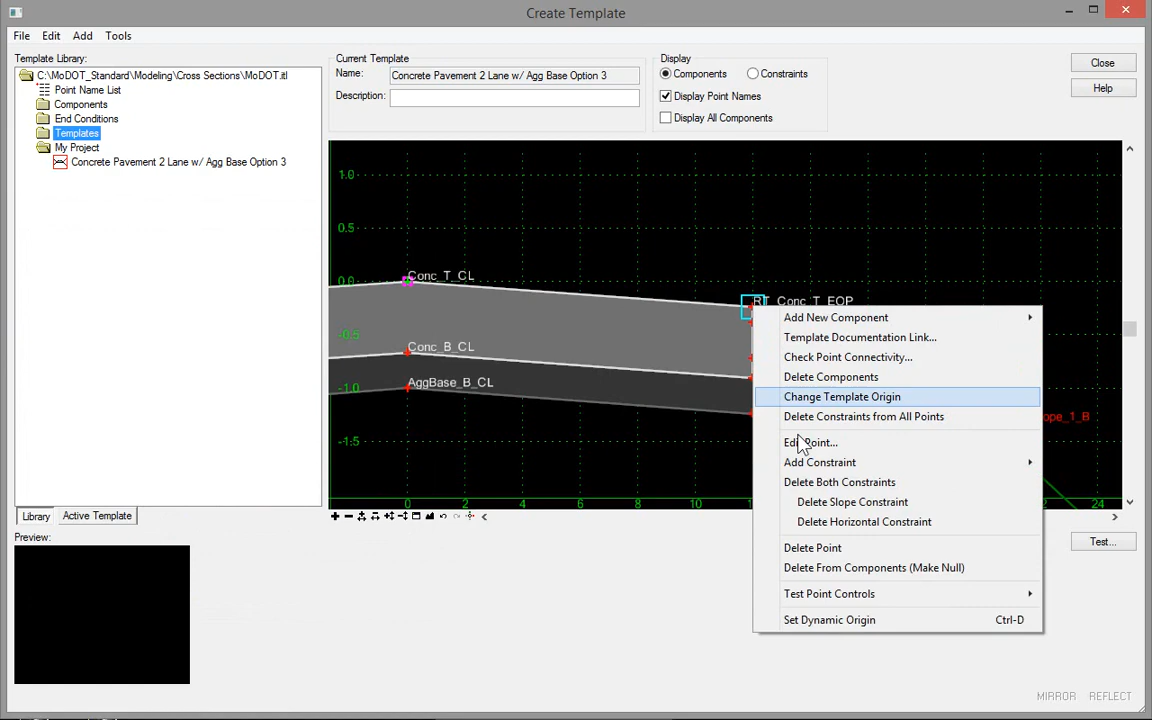 Create Template
File Edit Add Tools
Template Library:
C:\MoDOT_Standard\Modeling\Cross Sections\MoDOT.itl
Point Name List
Components
End Conditions
Templates
My Project
Concrete Pavement 2 Lane w/ Agg Base Option 3
Library Active Template
Preview:
Current Template
Name: Concrete Pavement 2 Lane w/ Agg Base Option 3
Description:
Display
Components Constraints
Display Point Names
Display All Components
Close
Help
1.0
0.5
0.0
-0.5
-1.0
-1.5
Conc_T_CL
Conc_B_CL
AggBase_B_CL
RT_Conc_T_EOP
ope_1_B
0 2 4 6 8 10 22 24
Add New Component
Template Documentation Link...
Check Point Connectivity...
Delete Components
Change Template Origin
Delete Constraints from All Points
Edit Point...
Add Constraint
Delete Both Constraints
Delete Slope Constraint
Delete Horizontal Constraint
Delete Point
Delete From Components (Make Null)
Test Point Controls
Set Dynamic Origin Ctrl-D
Test...
MIRROR REFLECT